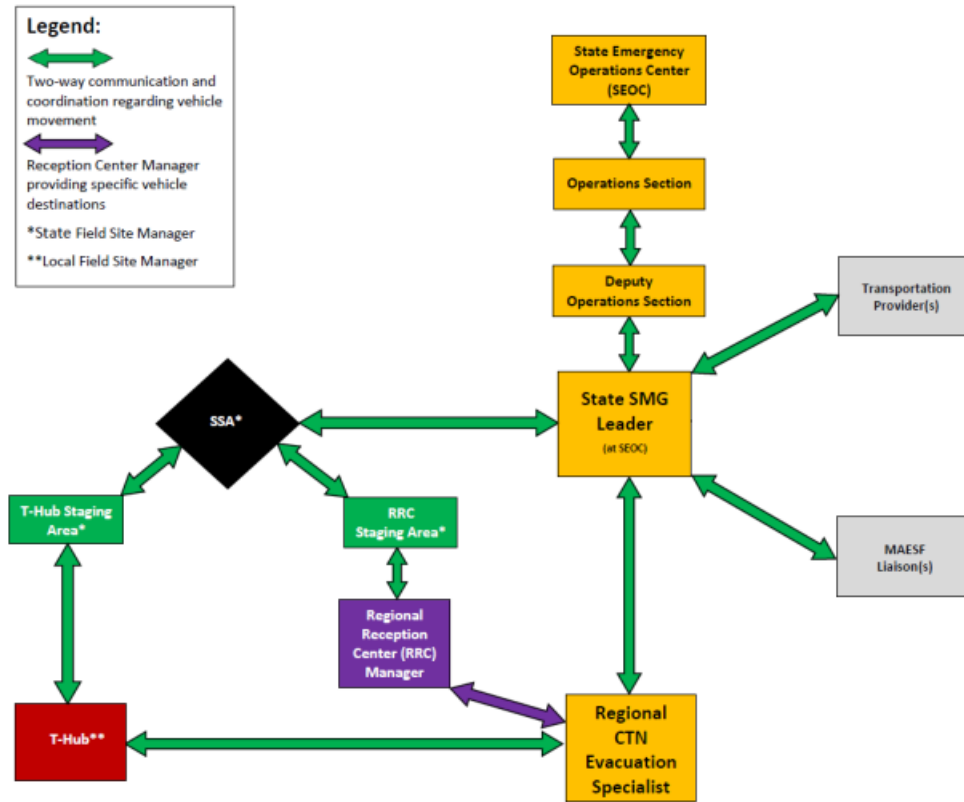 Legend:
Two-way communication and
coordination regarding vehicle
movement
Reception Center Manager
providing specific vehicle
destinations
*State Field Site Manager
**Local Field Site Manager
State Emergency
Operations Center
(SEOC)
Operations Section
Deputy
Operations Section
Transportation
Provider(s)
State SMG
Leader
(at SEOC)
SSA*
T-Hub Staging
Area*
RRC
Staging Area*
MAESF
Liaison(s)
Regional
Reception
Center (RRC)
Manager
T-Hub**
Regional
CTN
Evacuation
Specialist